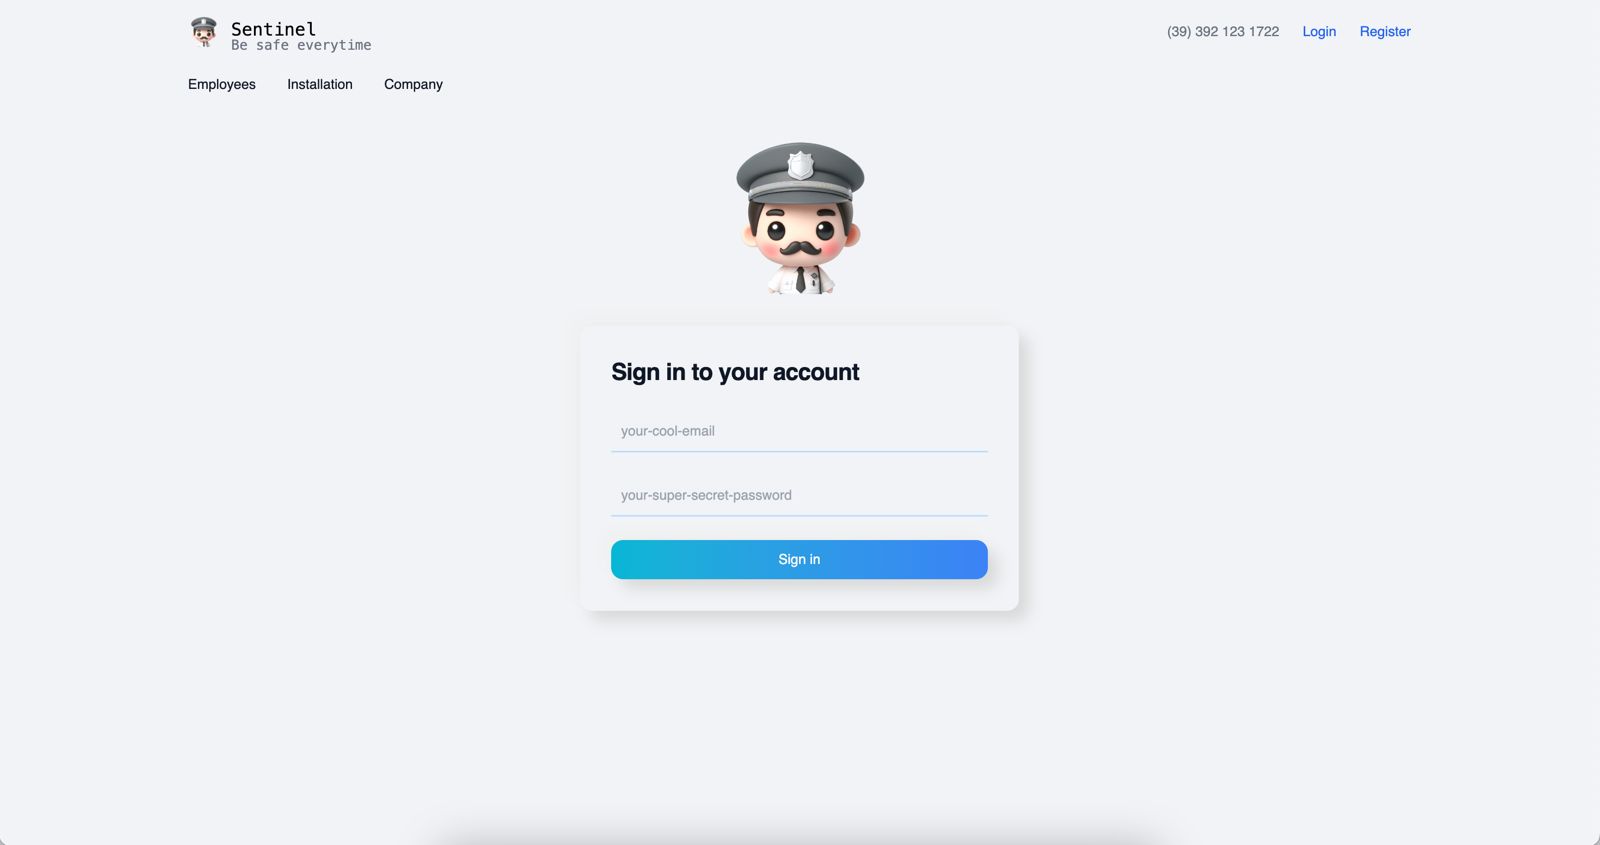 Sentinel
Be safe everytime
(39) 392 123 1722 Login Register
Employees Installation Company
Sign in to your account
your-cool-email
your-super-secret-password
Sign in